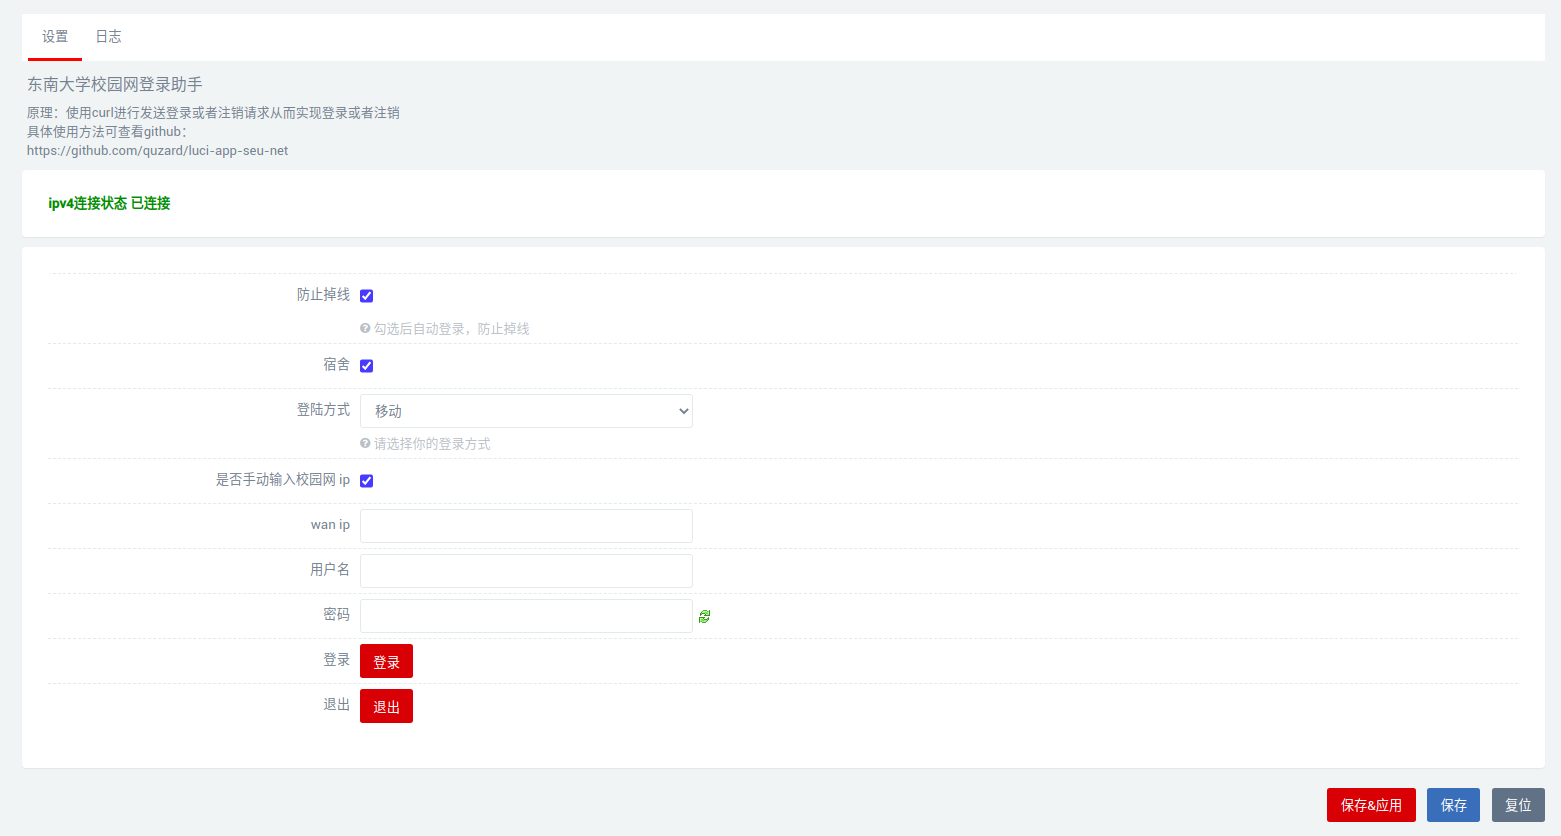 设置 日志
东南大学校园网登录助手
原理：使用curl进行发送登录或者注销请求从而实现登录或者注销
具体使用方法可查看github：
https://github.com/quzard/luci-app-seu-net
ipv4连接状态 已连接
防止掉线
勾选后自动登录，防止掉线
宿舍
登陆方式 移动
请选择你的登录方式
是否手动输入校园网 ip
wan ip
用户名
密码
登录 登录
退出 退出
保存&应用 保存 复位